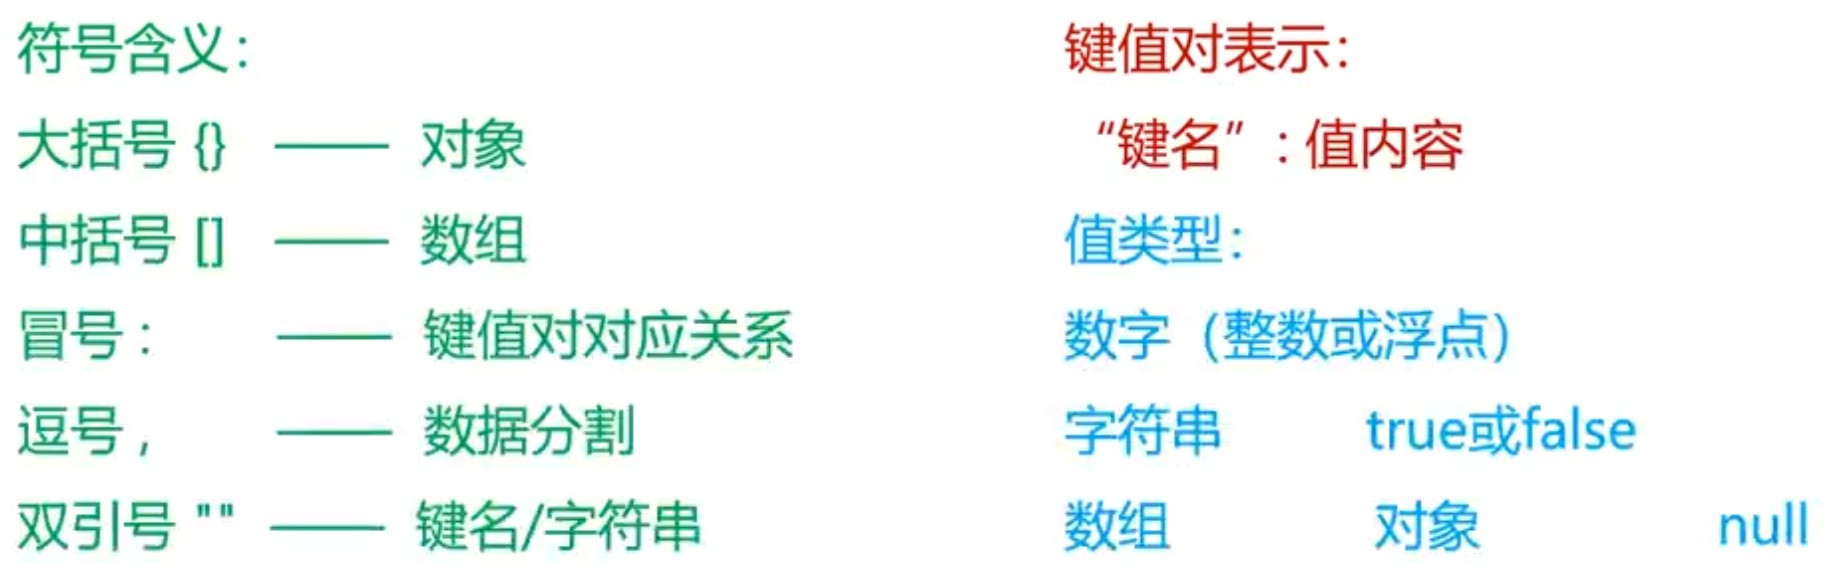 符号含义：
大括号 {} —— 对象
中括号 [] —— 数组
冒号 : —— 键值对对应关系
逗号 , —— 数据分割
双引号 "" —— 键名/字符串
键值对表示：
“键名” : 值内容
值类型：
数字（整数或浮点）
字符串 true或false
数组 对象 null